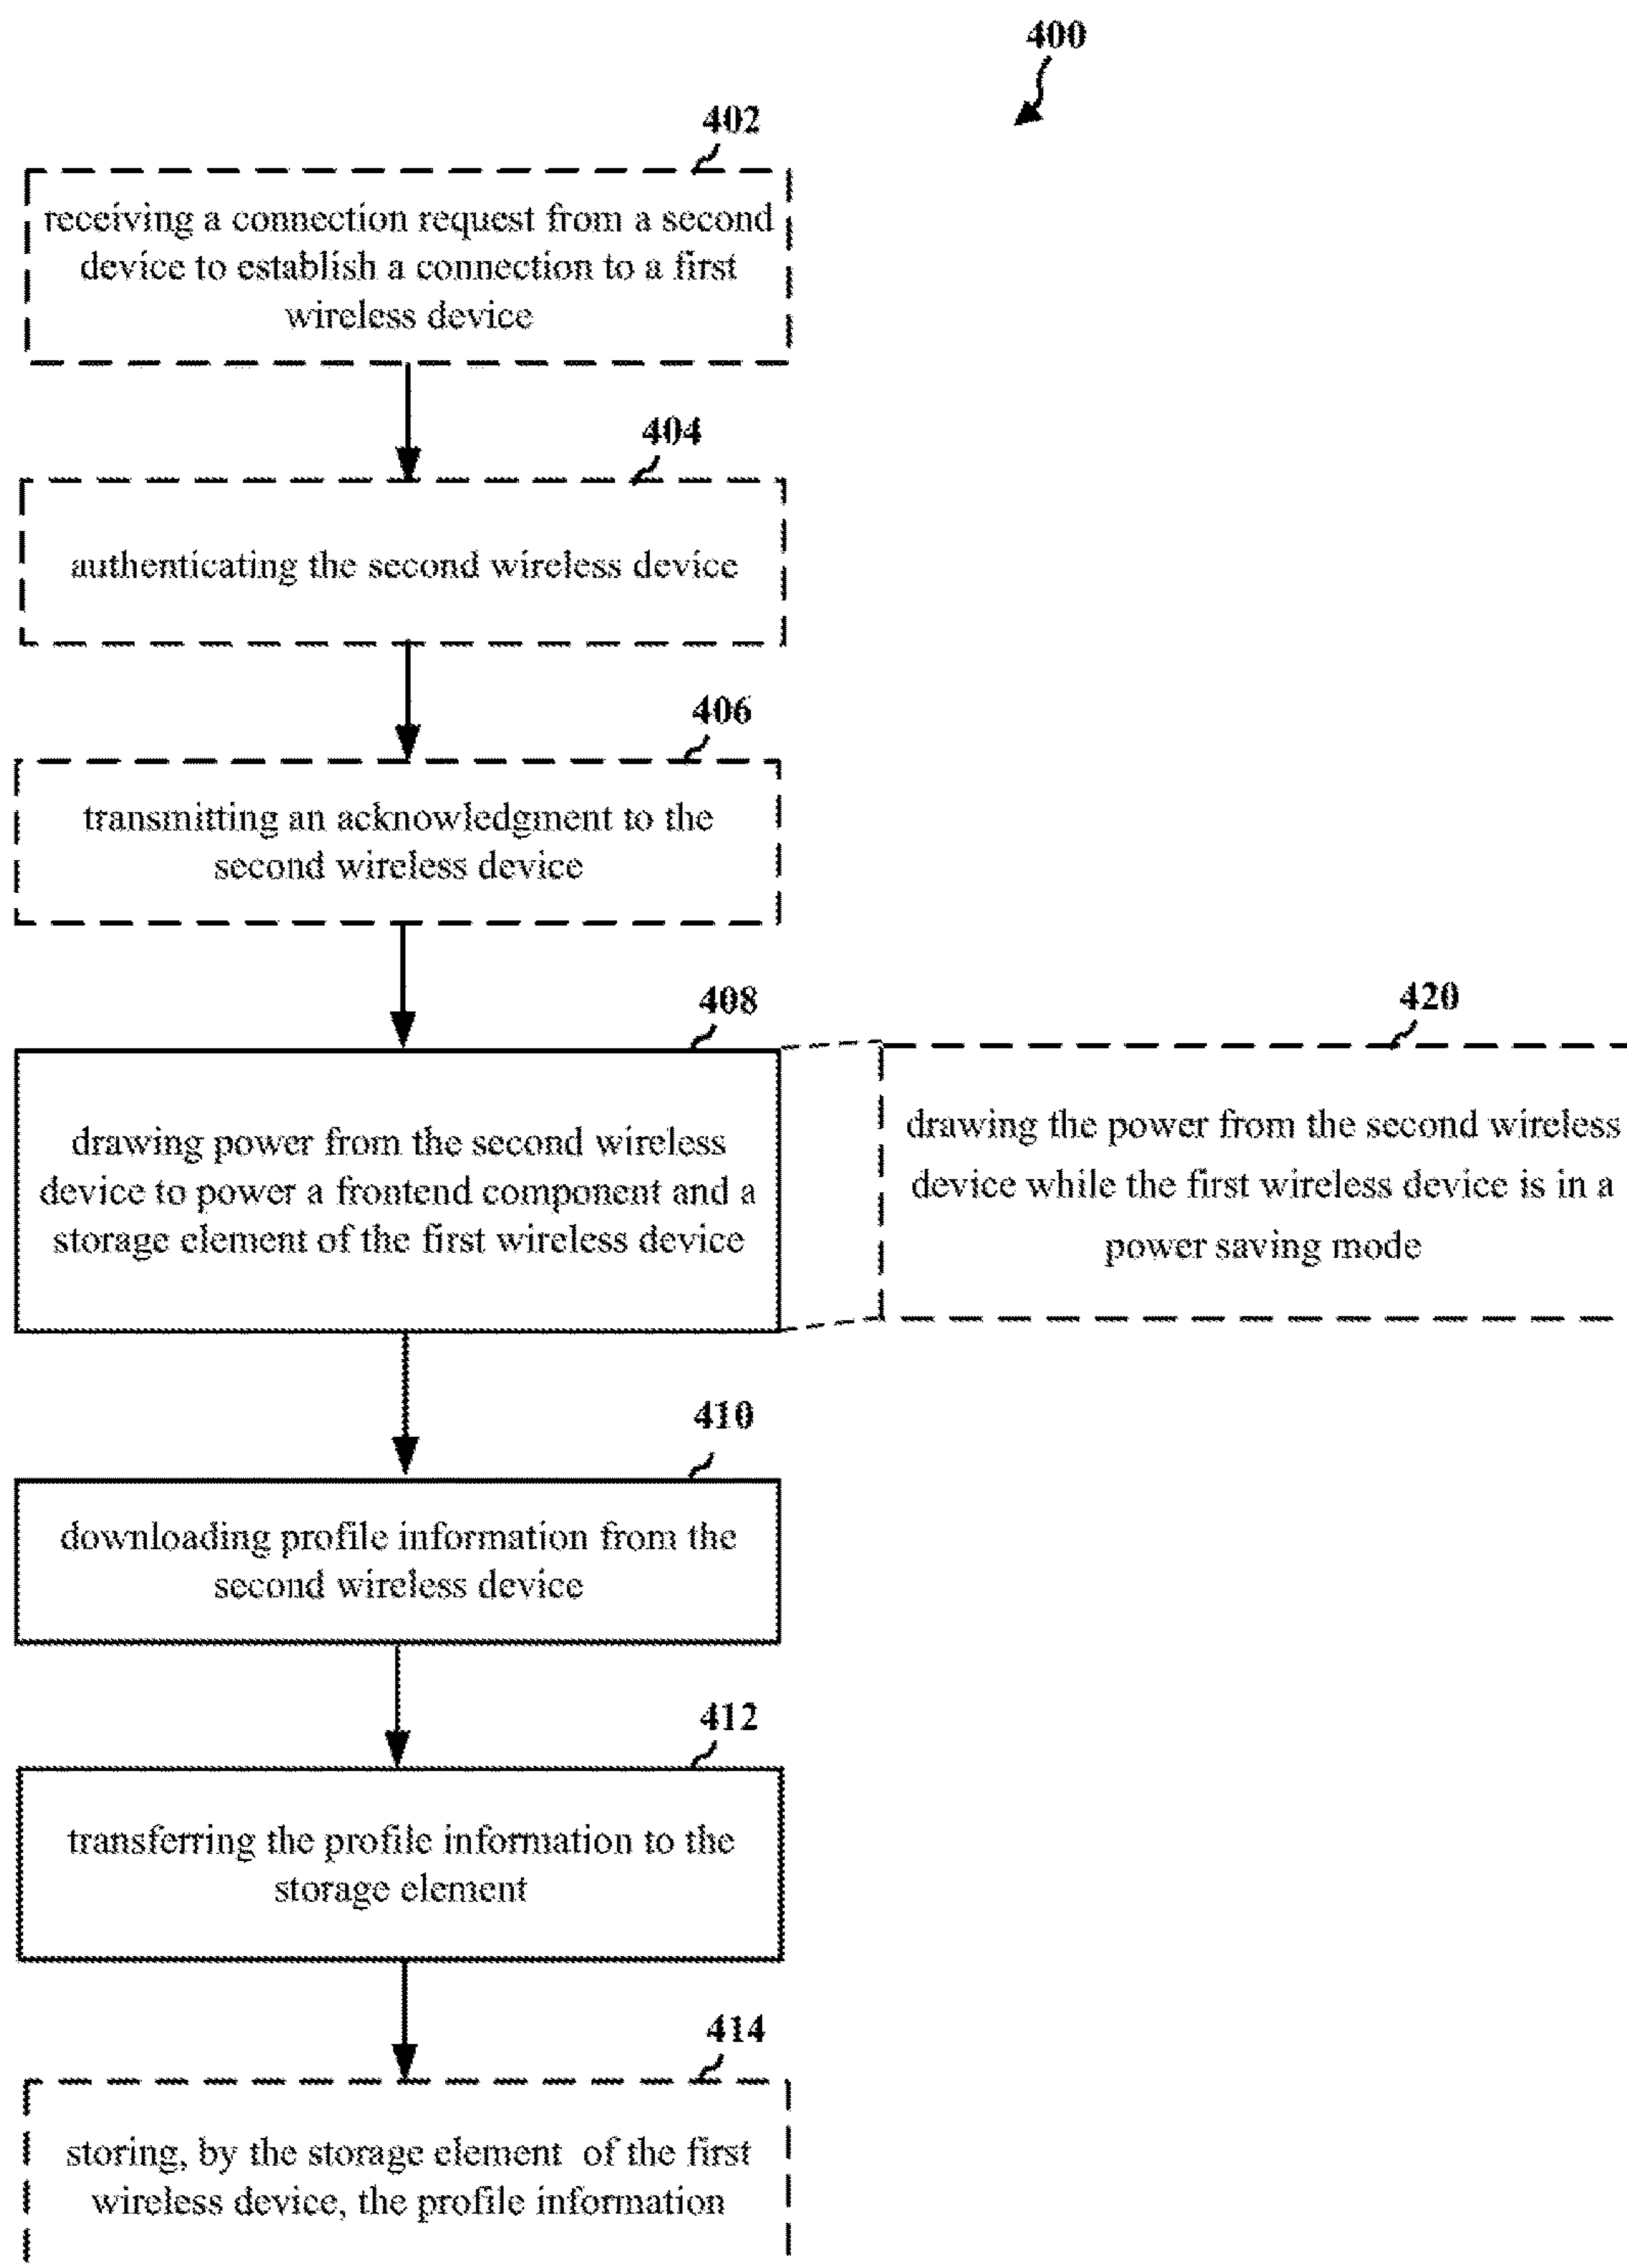 400
402
receiving a connection request from a second
device to establish a connection to a first
wireless device
404
authenticating the second wireless device
406
transmitting an acknowledgment to the
second wireless device
408
drawing power from the second wireless
device to power a frontend component and a
storage element of the first wireless device
420
drawing the power from the second wireless
device while the first wireless device is in a
power saving mode
410
downloading profile information from the
second wireless device
412
transferring the profile information to the
storage element
414
storing, by the storage element of the first
wireless device, the profile information